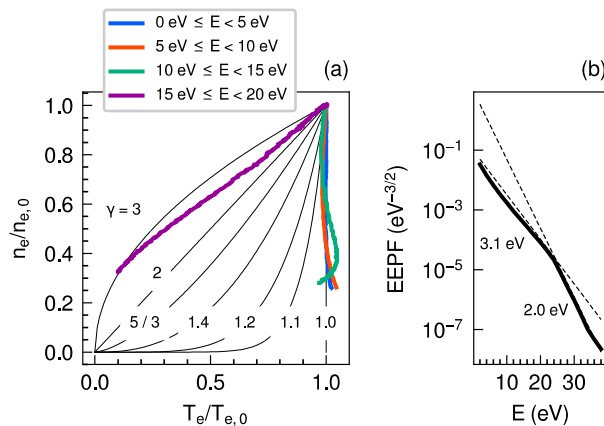 0 eV ≤ E < 5 eV
5 eV ≤ E < 10 eV
10 eV ≤ E < 15 eV
15 eV ≤ E < 20 eV
(a)
(b)
n_e/n_{e,0}
1.0
0.8
0.6
0.4
0.2
0.0
γ = 3
2
5 / 3
1.4
1.2
1.1
1.0
0.0
0.5
1.0
T_e/T_{e,0}
EEPF (eV^{−3/2})
10^{−1}
10^{−3}
10^{−5}
10^{−7}
3.1 eV
2.0 eV
10
20
30
E (eV)